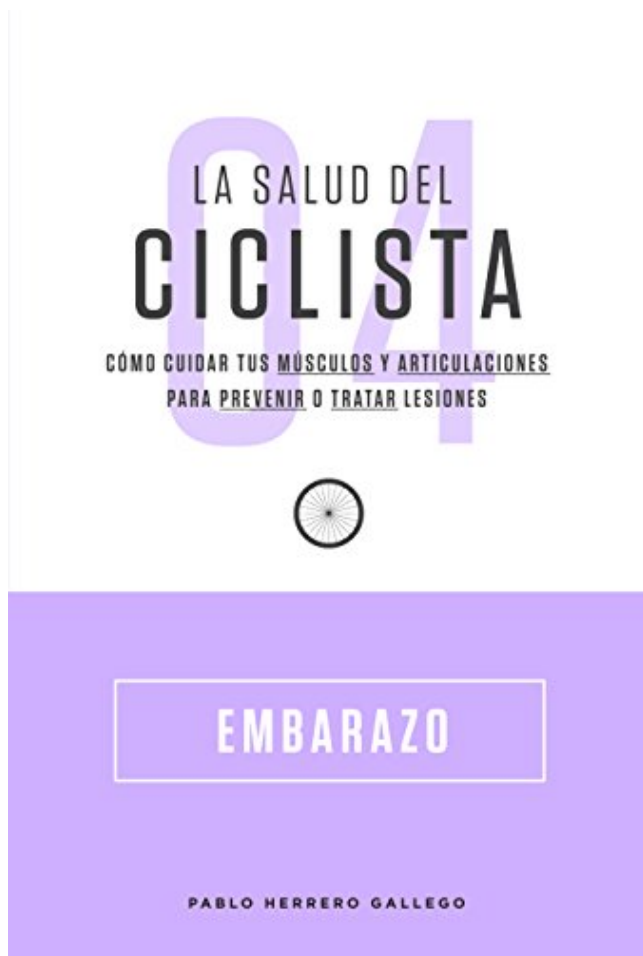 04
LA SALUD DEL
CICLISTA
CÓMO CUIDAR TUS MÚSCULOS Y ARTICULACIONES
PARA PREVENIR O TRATAR LESIONES
EMBARAZO
PABLO HERRERO GALLEGO